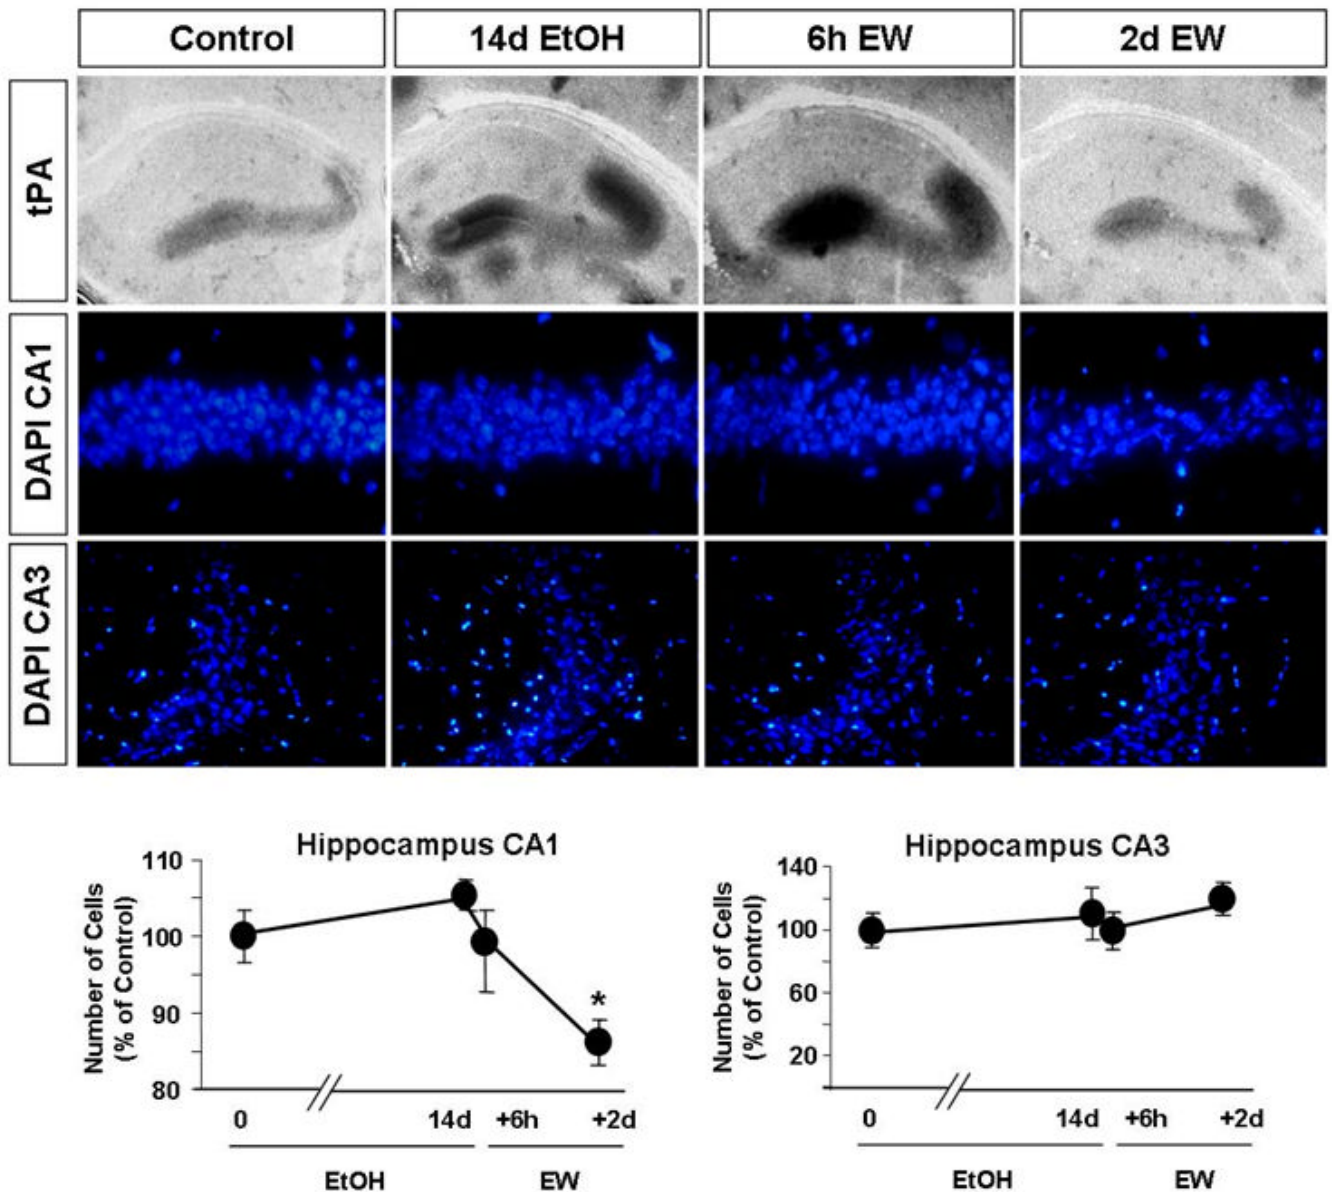 Control
14d EtOH
6h EW
2d EW
tPA
DAPI CA1
DAPI CA3
Hippocampus CA1
Number of Cells
(% of Control)
110
100
90
80
*
0
14d
+6h
+2d
EtOH
EW
Hippocampus CA3
Number of Cells
(% of Control)
140
100
60
20
0
14d
+6h
+2d
EtOH
EW